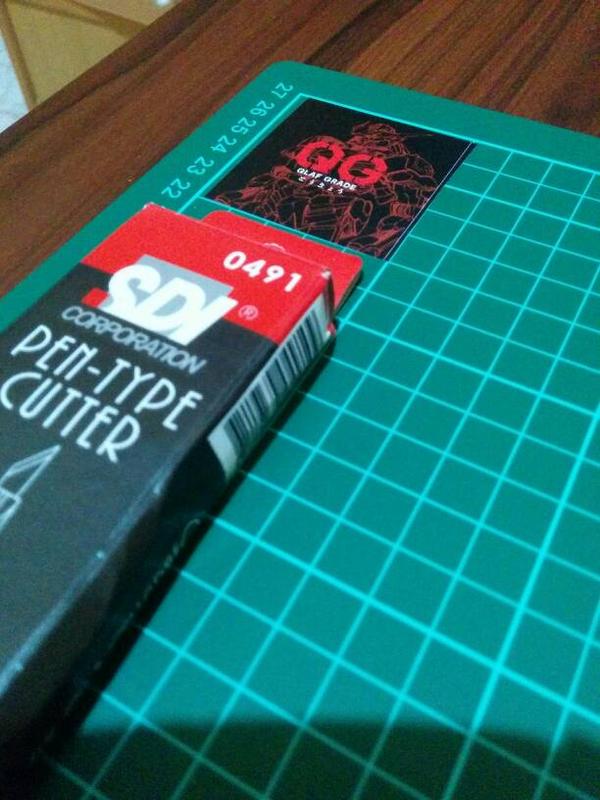 27 26 25 24 23 22
QG
QLAF GRADE
0491
SDI®
CORPORATION
PEN-TYPE
CUTTER